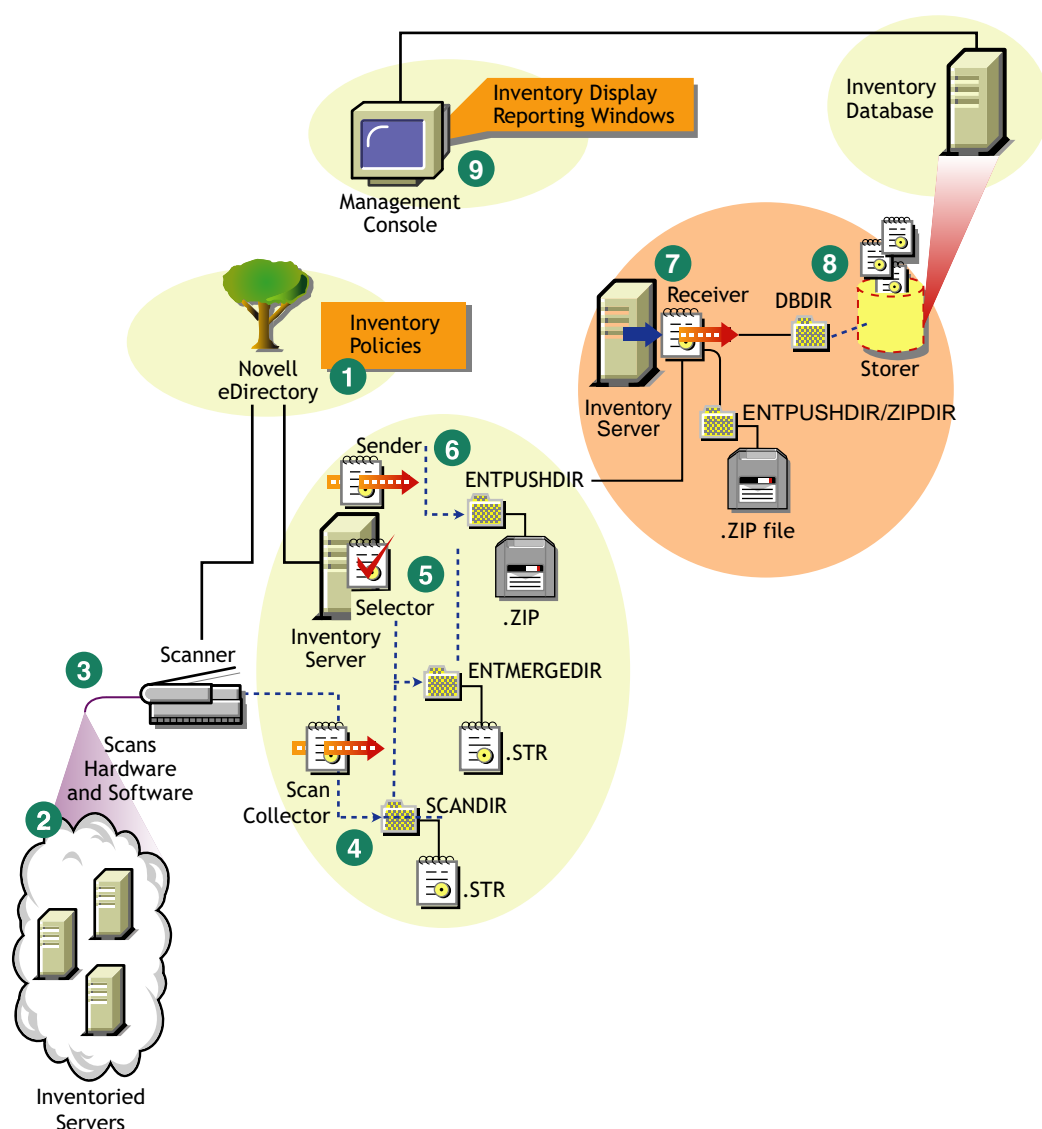 Inventory Display
Reporting Windows
Inventory
Database
9
Management
Console
7
Receiver
8
DBDIR
Storer
Inventory
Server
ENTPUSHDIR/ZIPDIR
.ZIP file
Inventory
Policies
Novell
eDirectory
1
Sender
6
ENTPUSHDIR
5
Selector
.ZIP
Inventory
Server
Scanner
3
ENTMERGEDIR
.STR
Scans
Hardware
and Software
Scan
Collector
SCANDIR
4
.STR
2
Inventoried
Servers